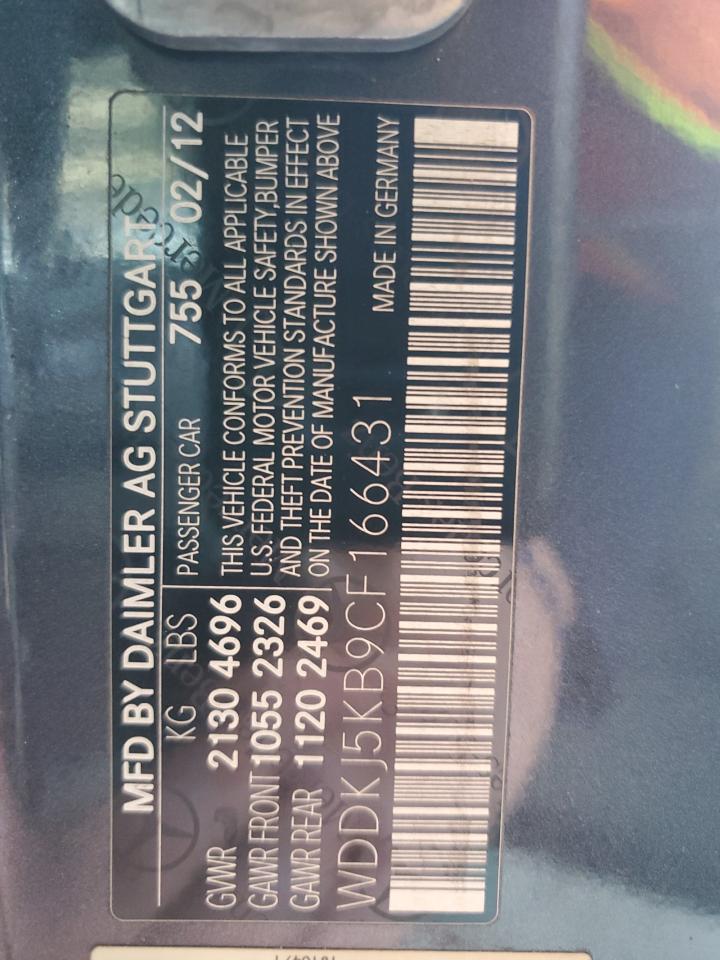 MFD BY DAIMLER AG STUTTGART
KG LBS
PASSENGER CAR 755 02/12
GVWR 2130 4696
GAWR FRONT 1055 2326
GAWR REAR 1120 2469
THIS VEHICLE CONFORMS TO ALL APPLICABLE
U.S. FEDERAL MOTOR VEHICLE SAFETY,BUMPER
AND THEFT PREVENTION STANDARDS IN EFFECT
ON THE DATE OF MANUFACTURE SHOWN ABOVE
WDDKJ5KB9CF166431
MADE IN GERMANY